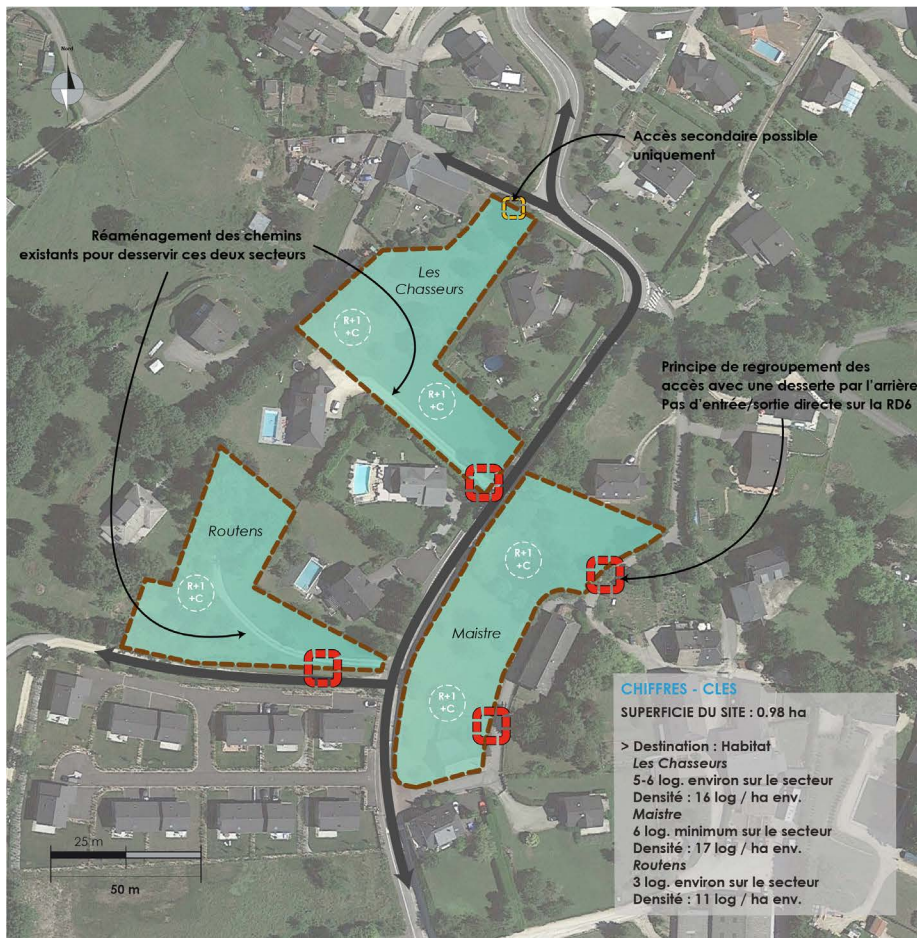 Nord
Accès secondaire possible
uniquement
Réaménagement des chemins
existants pour desservir ces deux secteurs
Les
Chasseurs
R+1
+C
R+1
+C
Principe de regroupement des
accès avec une desserte par l'arrière
Pas d'entrée/sortie directe sur la RD6
Routens
R+1
+C
R+1
+C
Maistre
R+1
+C
CHIFFRES - CLES
SUPERFICIE DU SITE : 0.98 ha
> Destination : Habitat
Les Chasseurs
5-6 log. environ sur le secteur
Densité : 16 log / ha env.
Maistre
6 log. minimum sur le secteur
Densité : 17 log / ha env.
Routens
3 log. environ sur le secteur
Densité : 11 log / ha env.
25 m
50 m